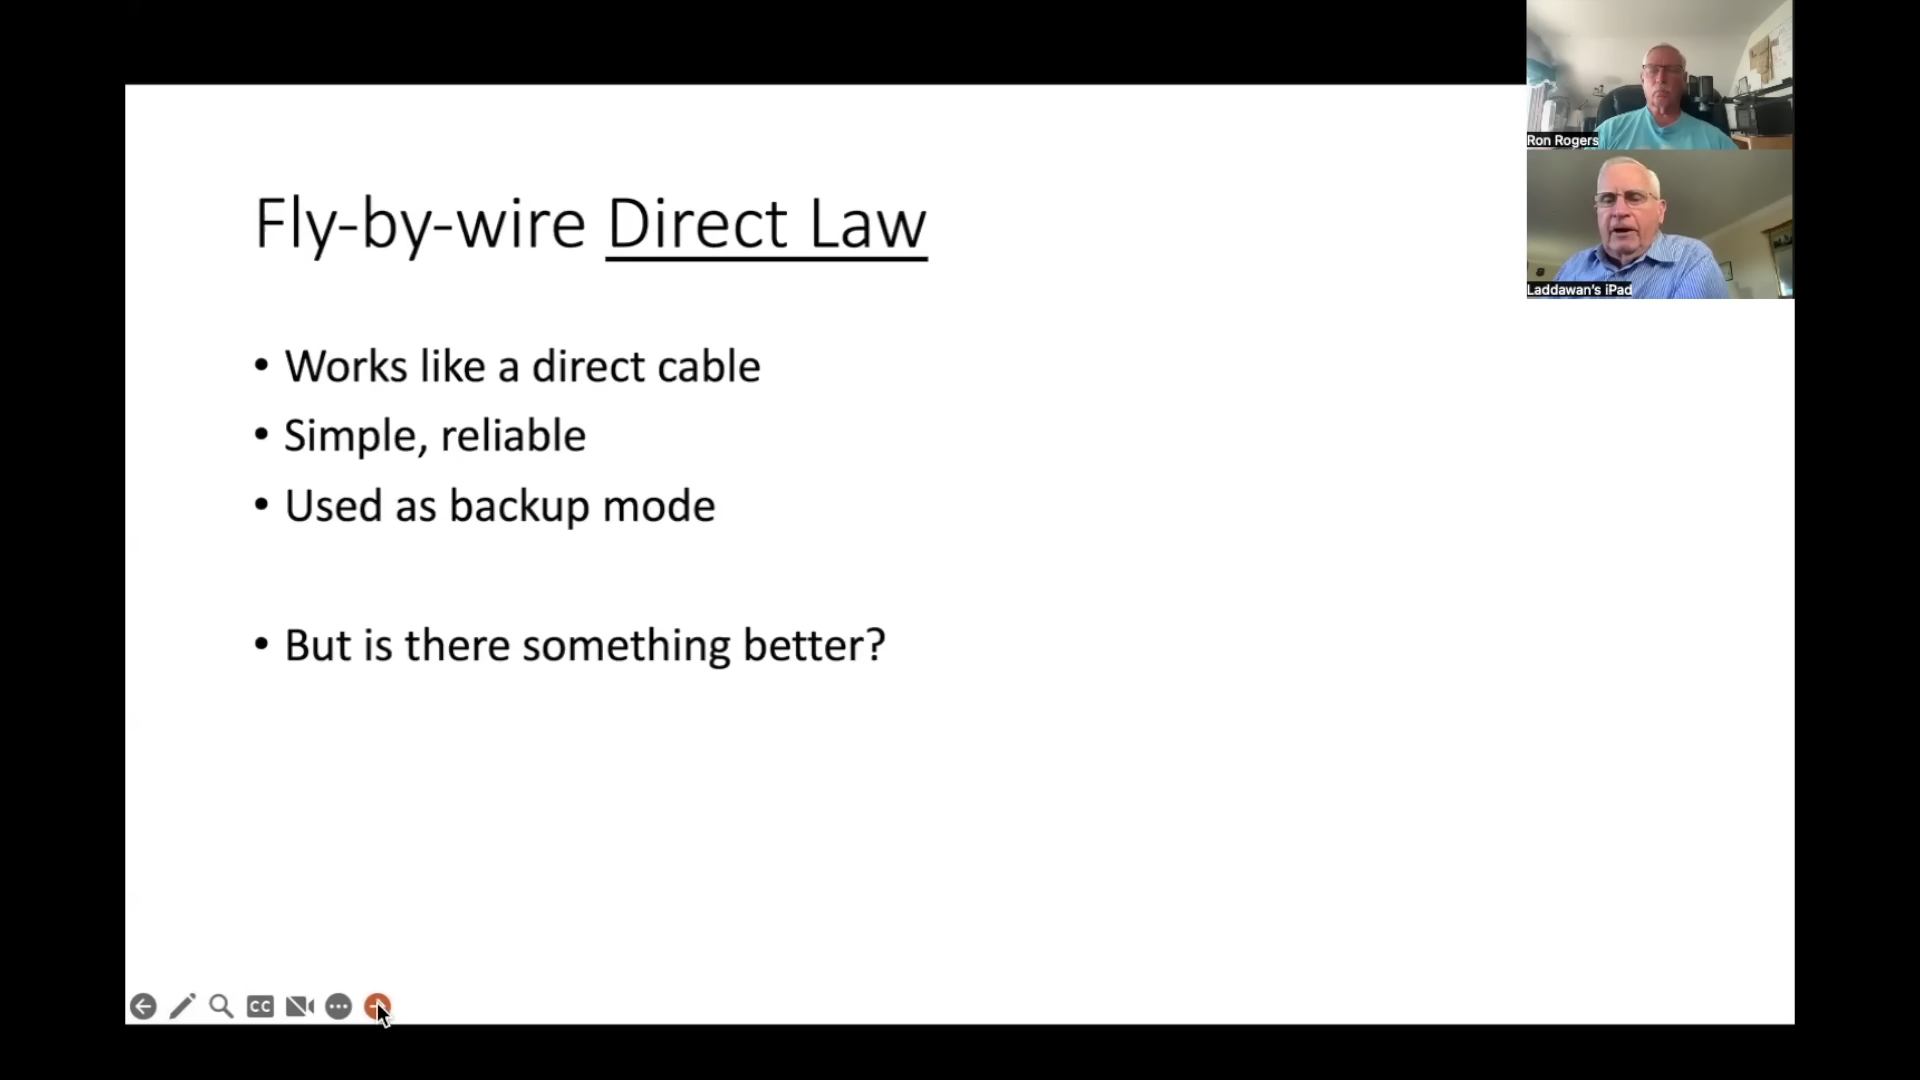 Fly-by-wire Direct Law
• Works like a direct cable
• Simple, reliable
• Used as backup mode
• But is there something better?
Ron Rogers
Laddawan's iPad
CC